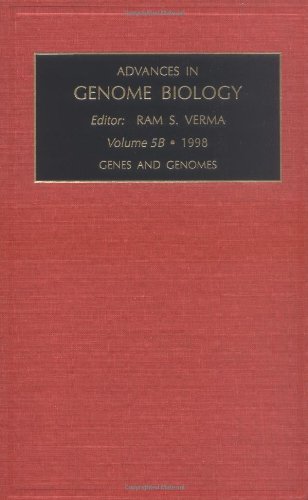 ADVANCES IN
GENOME BIOLOGY
Editor: RAM S. VERMA
Volume 5B • 1998
GENES AND GENOMES